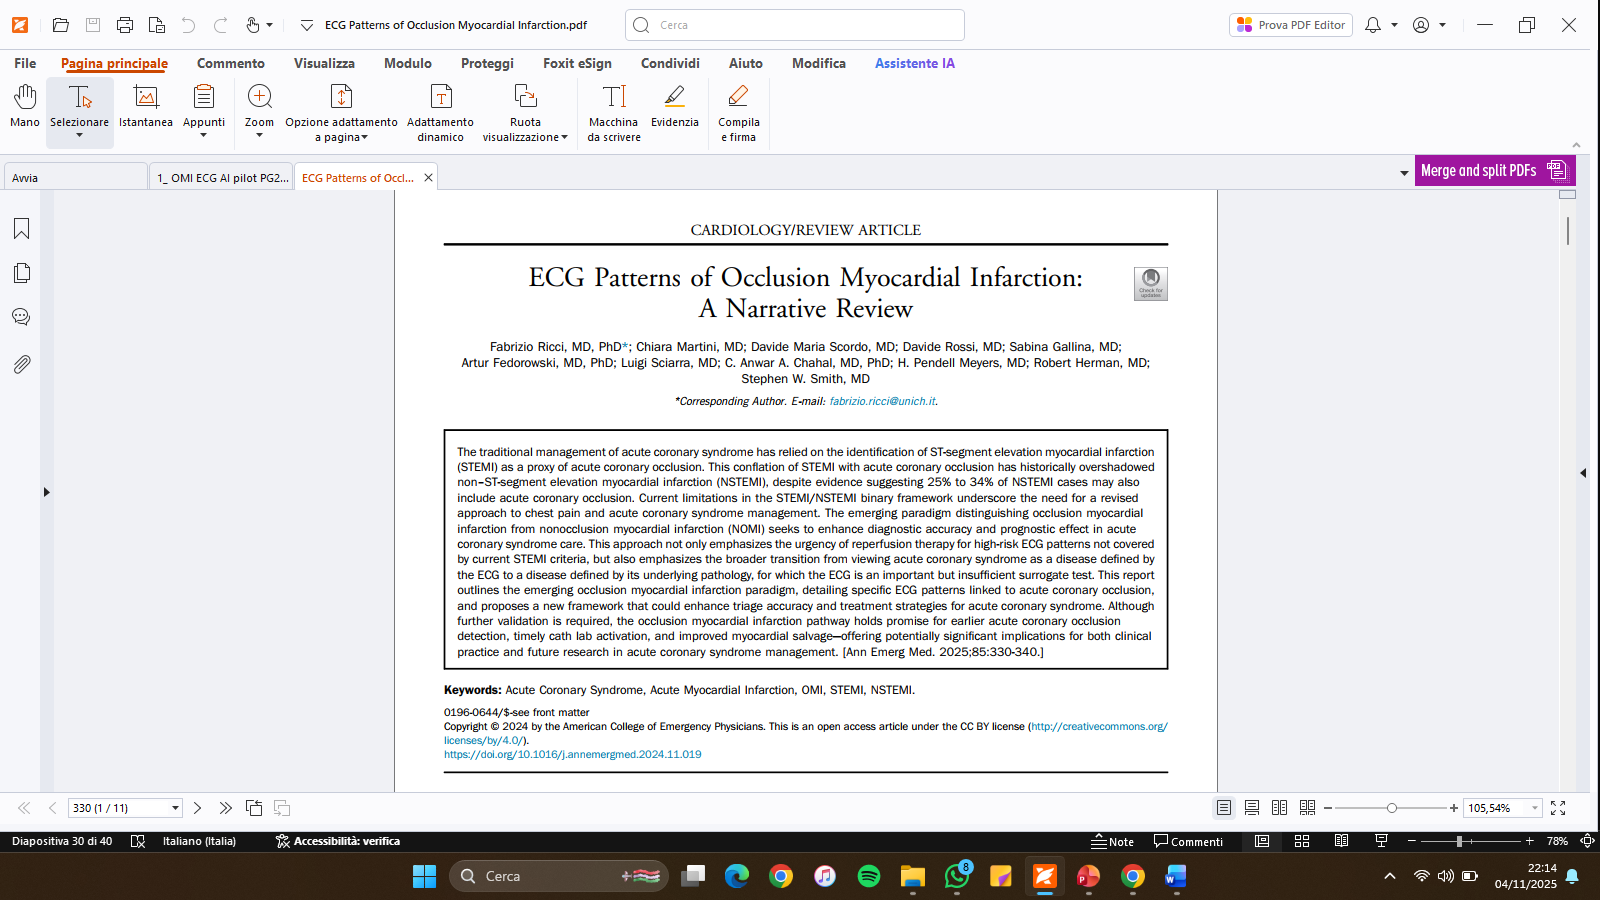 ECG Patterns of Occlusion Myocardial Infarction.pdf
Cerca
Prova PDF Editor
File
Pagina principale
Commento
Visualizza
Modulo
Proteggi
Foxit eSign
Condividi
Aiuto
Modifica
Assistente IA
Mano
Selezionare
Istantanea
Appunti
Zoom
Opzione adattamento
a pagina
Adattamento
dinamico
Ruota
visualizzazione
Macchina
da scrivere
Evidenzia
Compila
e firma
Avvia
1_ OMI ECG AI pilot PG2...
ECG Patterns of Occl...
Merge and split PDFs
CARDIOLOGY/REVIEW ARTICLE
ECG Patterns of Occlusion Myocardial Infarction:
A Narrative Review
Check for
updates
Fabrizio Ricci, MD, PhD*; Chiara Martini, MD; Davide Maria Scordo, MD; Davide Rossi, MD; Sabina Gallina, MD;
Artur Fedorowski, MD, PhD; Luigi Sciarra, MD; C. Anwar A. Chahal, MD, PhD; H. Pendell Meyers, MD; Robert Herman, MD;
Stephen W. Smith, MD
*Corresponding Author. E-mail: fabrizio.ricci@unich.it.
The traditional management of acute coronary syndrome has relied on the identification of ST-segment elevation myocardial infarction
(STEMI) as a proxy of acute coronary occlusion. This conflation of STEMI with acute coronary occlusion has historically overshadowed
non–ST-segment elevation myocardial infarction (NSTEMI), despite evidence suggesting 25% to 34% of NSTEMI cases may also
include acute coronary occlusion. Current limitations in the STEMI/NSTEMI binary framework underscore the need for a revised
approach to chest pain and acute coronary syndrome management. The emerging paradigm distinguishing occlusion myocardial
infarction from nonocclusion myocardial infarction (NOMI) seeks to enhance diagnostic accuracy and prognostic effect in acute
coronary syndrome care. This approach not only emphasizes the urgency of reperfusion therapy for high-risk ECG patterns not covered
by current STEMI criteria, but also emphasizes the broader transition from viewing acute coronary syndrome as a disease defined by
the ECG to a disease defined by its underlying pathology, for which the ECG is an important but insufficient surrogate test. This report
outlines the emerging occlusion myocardial infarction paradigm, detailing specific ECG patterns linked to acute coronary occlusion,
and proposes a new framework that could enhance triage accuracy and treatment strategies for acute coronary syndrome. Although
further validation is required, the occlusion myocardial infarction pathway holds promise for earlier acute coronary occlusion
detection, timely cath lab activation, and improved myocardial salvage—offering potentially significant implications for both clinical
practice and future research in acute coronary syndrome management. [Ann Emerg Med. 2025;85:330-340.]
Keywords: Acute Coronary Syndrome, Acute Myocardial Infarction, OMI, STEMI, NSTEMI.
0196-0644/$-see front matter
Copyright © 2024 by the American College of Emergency Physicians. This is an open access article under the CC BY license (http://creativecommons.org/
licenses/by/4.0/).
https://doi.org/10.1016/j.annemergmed.2024.11.019
330 (1 / 11)
105,54%
Diapositiva 30 di 40
Italiano (Italia)
Accessibilità: verifica
Note
Commenti
78%
Cerca
8
22:14
04/11/2025